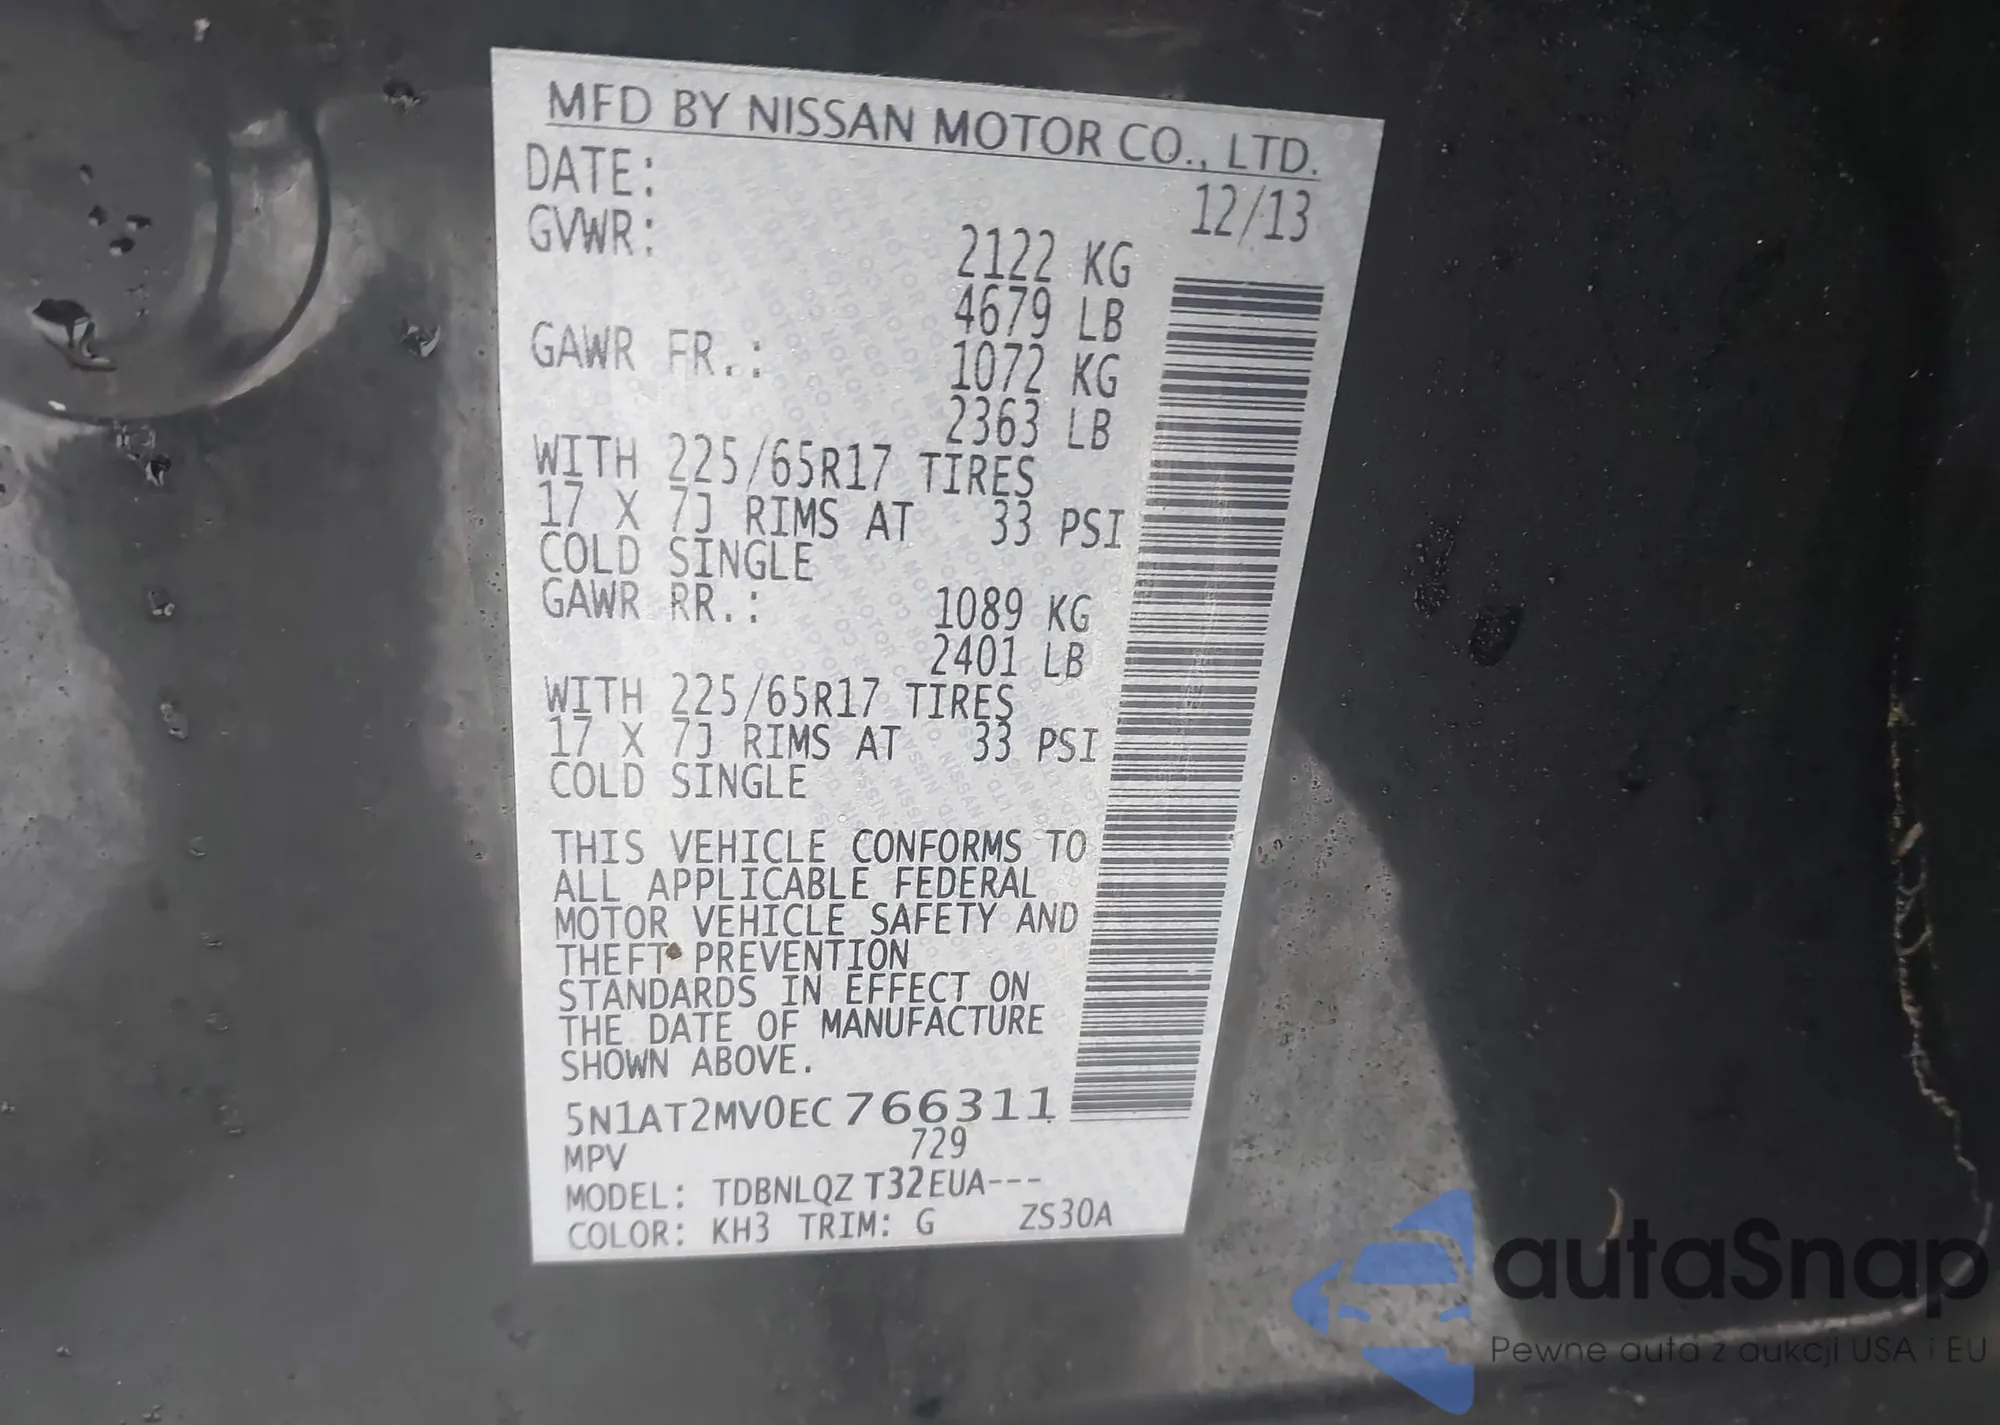 MFD BY NISSAN MOTOR CO., LTD.
DATE: 12/13
GVWR: 2122 KG
4679 LB
GAWR FR.: 1072 KG
2363 LB
WITH 225/65R17 TIRES
17 X 7J RIMS AT 33 PSI
COLD SINGLE
GAWR RR.: 1089 KG
2401 LB
WITH 225/65R17 TIRES
17 X 7J RIMS AT 33 PSI
COLD SINGLE
THIS VEHICLE CONFORMS TO
ALL APPLICABLE FEDERAL
MOTOR VEHICLE SAFETY AND
THEFT PREVENTION
STANDARDS IN EFFECT ON
THE DATE OF MANUFACTURE
SHOWN ABOVE.
5N1AT2MV0EC766311
MPV 729
MODEL: TDBNLQZ T32EUA---
COLOR: KH3 TRIM: G ZS30A
autaSnap
Pewne auta z aukcji USA i EU